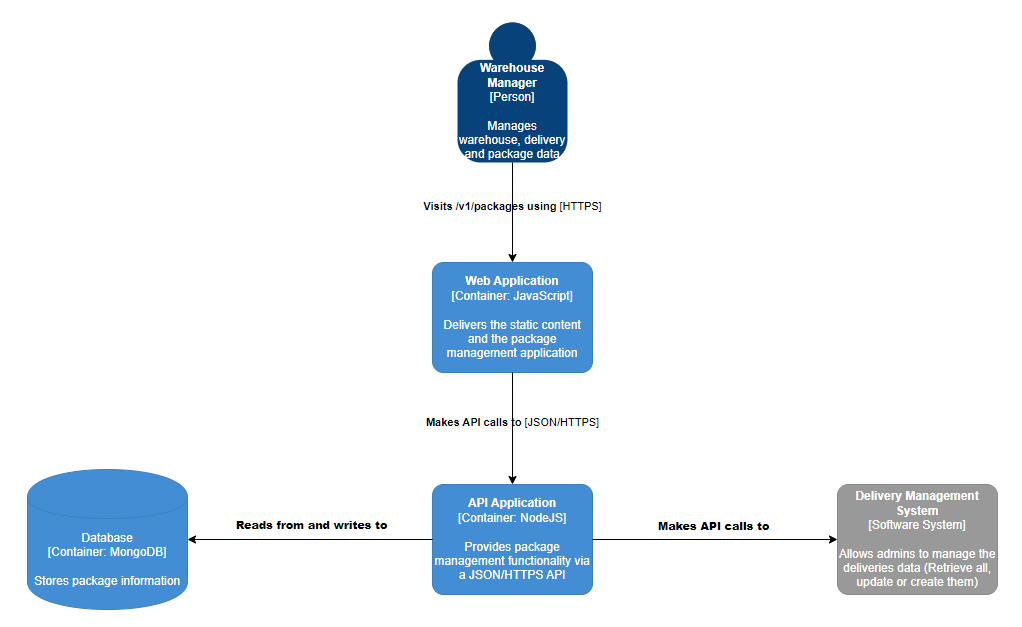 Warehouse
Manager
[Person]
Manages
warehouse, delivery
and package data
Visits /v1/packages using [HTTPS]
Web Application
[Container: JavaScript]
Delivers the static content
and the package
management application
Makes API calls to [JSON/HTTPS]
Database
[Container: MongoDB]
Stores package information
Reads from and writes to
API Application
[Container: NodeJS]
Provides package
management functionality via
a JSON/HTTPS API
Makes API calls to
Delivery Management
System
[Software System]
Allows admins to manage the
deliveries data (Retrieve all,
update or create them)